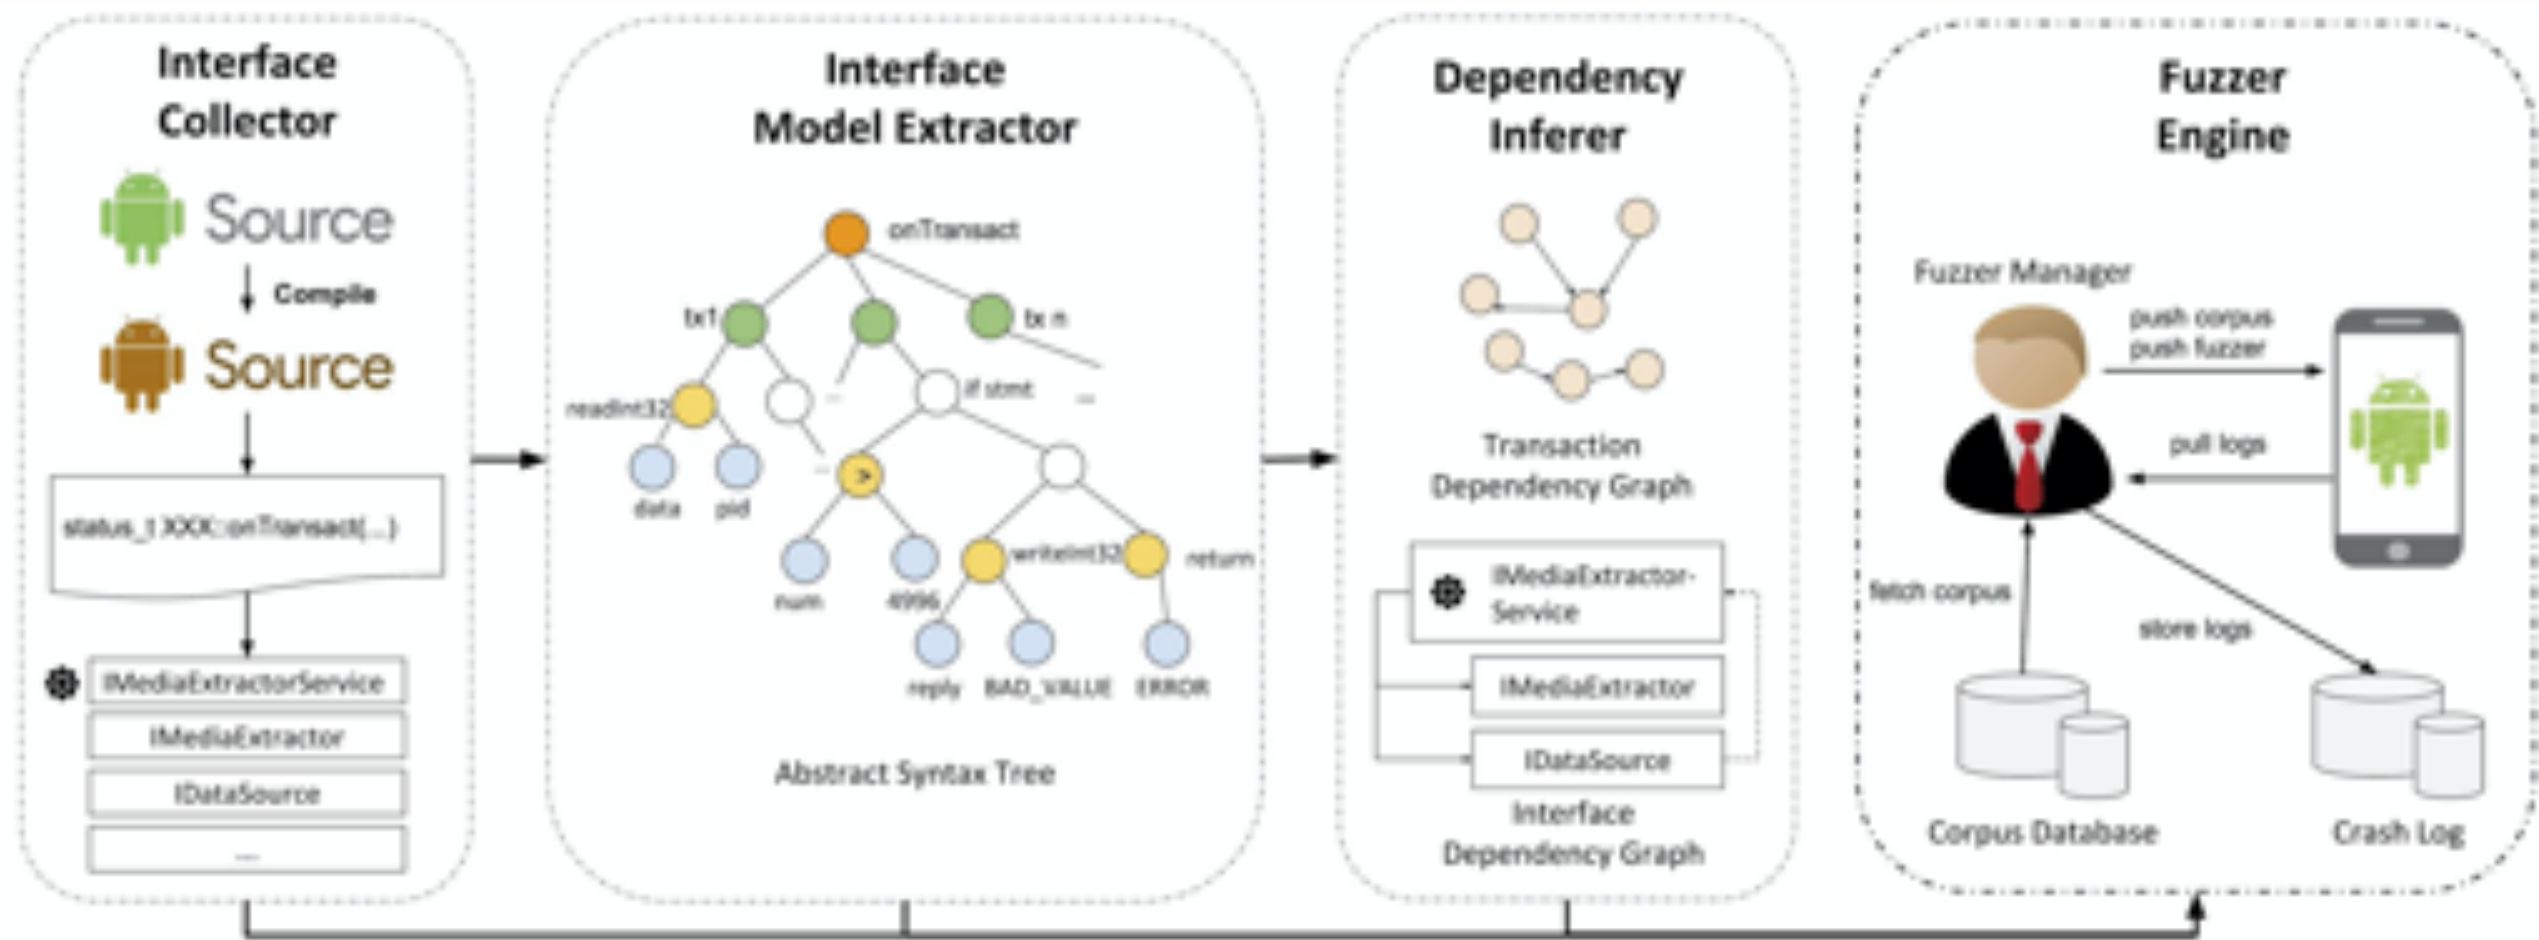 Interface
Collector
Source
Compile
Source
status_t XXX::onTransact(...)
IMediaExtractorService
IMediaExtractor
IDataSource
...
Interface
Model Extractor
onTransact
tx1
tx n
...
if stmt
...
readInt32
...
>
data
pid
writeInt32
return
num
4996
reply
BAD_VALUE
ERROR
Abstract Syntax Tree
Dependency
Inferer
Transaction
Dependency Graph
IMediaExtractor-
Service
IMediaExtractor
IDataSource
Interface
Dependency Graph
Fuzzer
Engine
Fuzzer Manager
push corpus
push fuzzer
pull logs
fetch corpus
store logs
Corpus Database
Crash Log